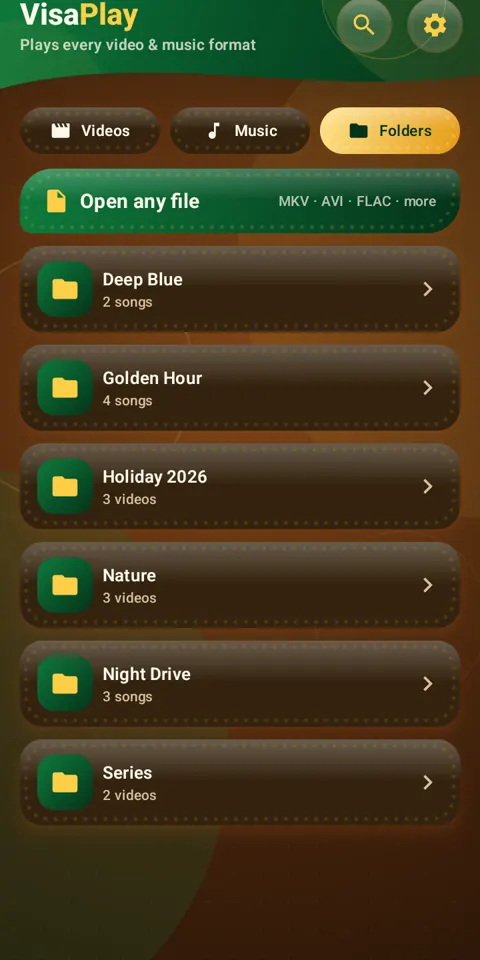 VisaPlay
Plays every video & music format
Videos
Music
Folders
Open any file
MKV · AVI · FLAC · more
Deep Blue
2 songs
Golden Hour
4 songs
Holiday 2026
3 videos
Nature
3 videos
Night Drive
3 songs
Series
2 videos